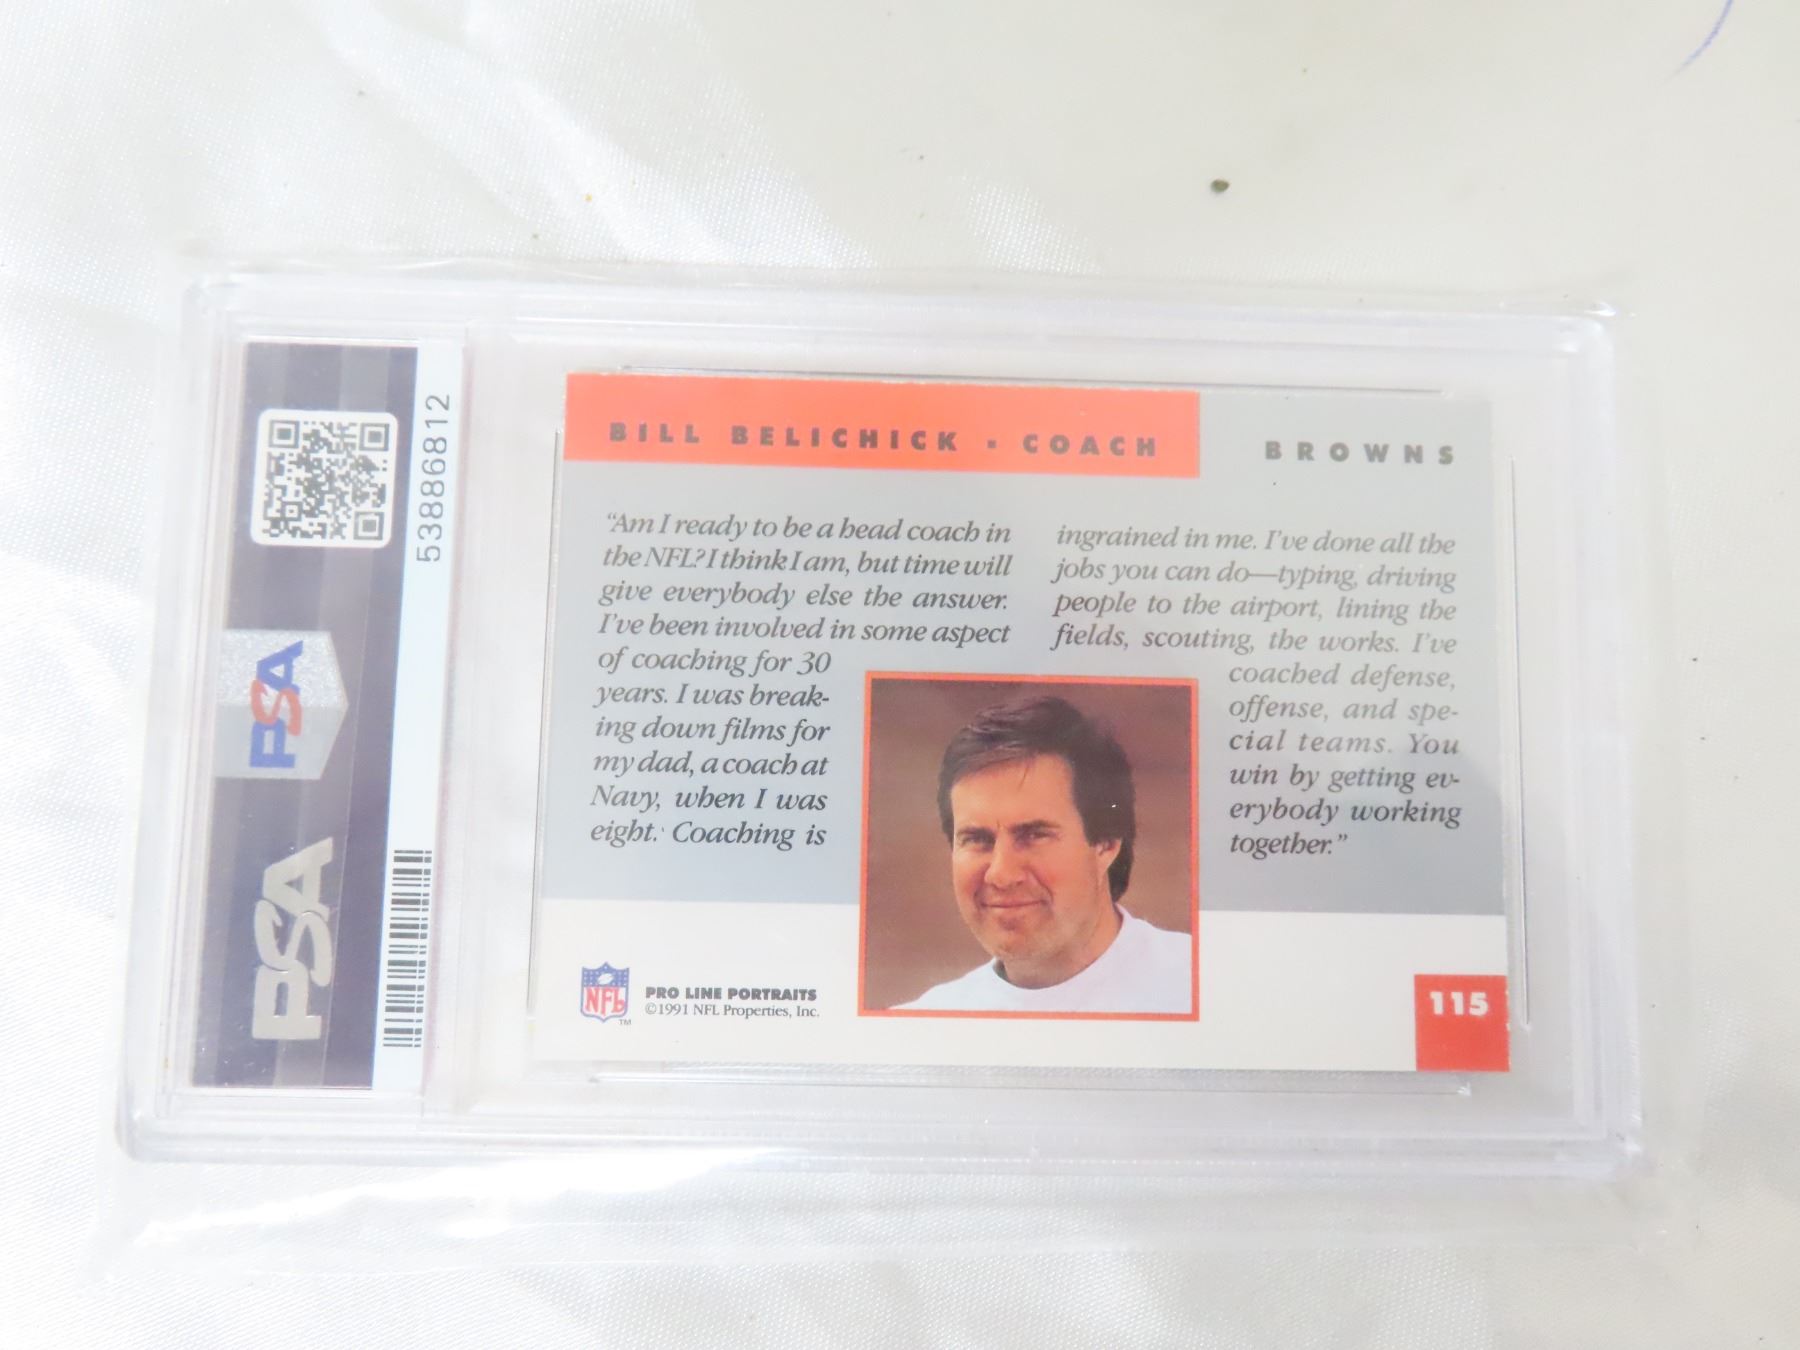 53886812
PSA
PSA
BILL BELICHICK · COACH
BROWNS
"Am I ready to be a head coach in
the NFL? I think I am, but time will
give everybody else the answer.
I've been involved in some aspect
of coaching for 30
years. I was break-
ing down films for
my dad, a coach at
Navy, when I was
eight. Coaching is
ingrained in me. I've done all the
jobs you can do—typing, driving
people to the airport, lining the
fields, scouting, the works. I've
coached defense,
offense, and spe-
cial teams. You
win by getting ev-
erybody working
together."
NFL
TM
PRO LINE PORTRAITS
©1991 NFL Properties, Inc.
115